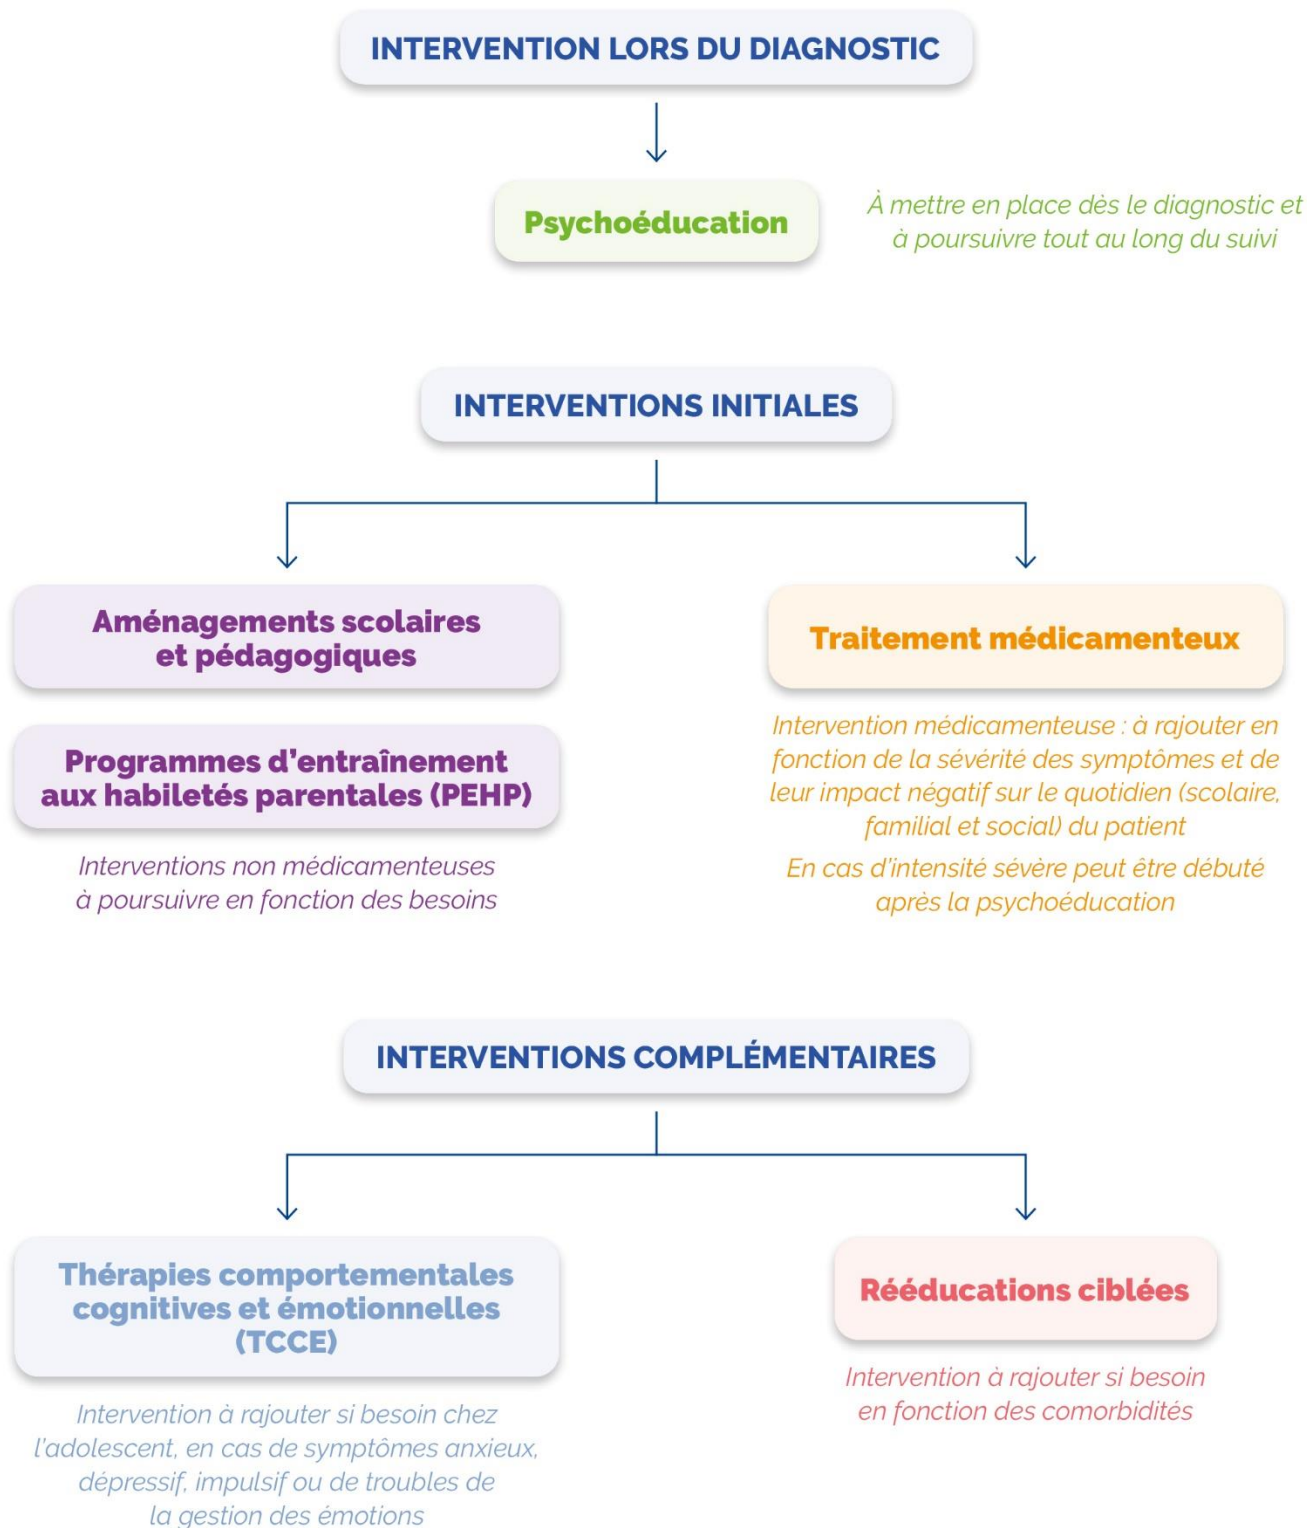 INTERVENTION LORS DU DIAGNOSTIC
Psychoéducation
À mettre en place dès le diagnostic et
à poursuivre tout au long du suivi
INTERVENTIONS INITIALES
Aménagements scolaires
et pédagogiques
Programmes d’entraînement
aux habiletés parentales (PEHP)
Interventions non médicamenteuses
à poursuivre en fonction des besoins
Traitement médicamenteux
Intervention médicamenteuse : à rajouter en
fonction de la sévérité des symptômes et de
leur impact négatif sur le quotidien (scolaire,
familial et social) du patient
En cas d’intensité sévère peut être débuté
après la psychoéducation
INTERVENTIONS COMPLÉMENTAIRES
Thérapies comportementales
cognitives et émotionnelles
(TCCE)
Intervention à rajouter si besoin chez
l’adolescent, en cas de symptômes anxieux,
dépressif, impulsif ou de troubles de
la gestion des émotions
Rééducations ciblées
Intervention à rajouter si besoin
en fonction des comorbidités